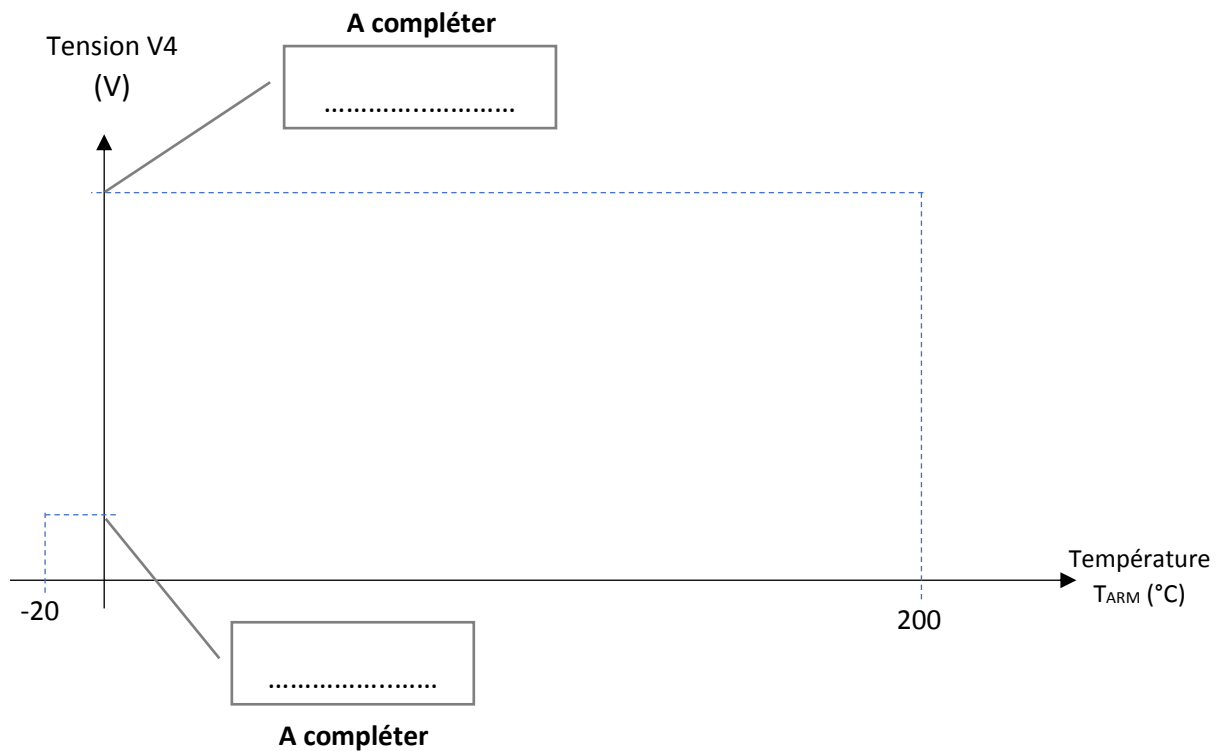 A compléter
Tension V4
(V)
…………..…………
Température
TARM (°C)
-20
200
……………..……
A compléter